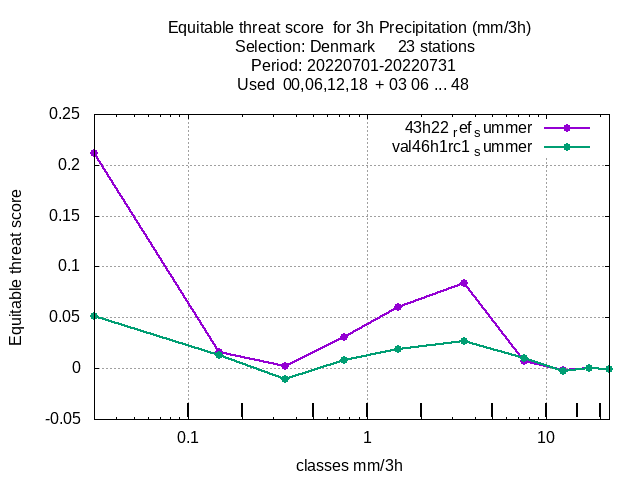 Equitable threat score  for 3h Precipitation (mm/3h)
Selection: Denmark     23 stations
Period: 20220701-20220731
Used  00,06,12,18  + 03 06 ... 48
43h22 ref summer
val46h1rc1 summer
0.25
0.2
0.15
0.1
0.05
0
-0.05
Equitable threat score
0.1
1
10
classes mm/3h